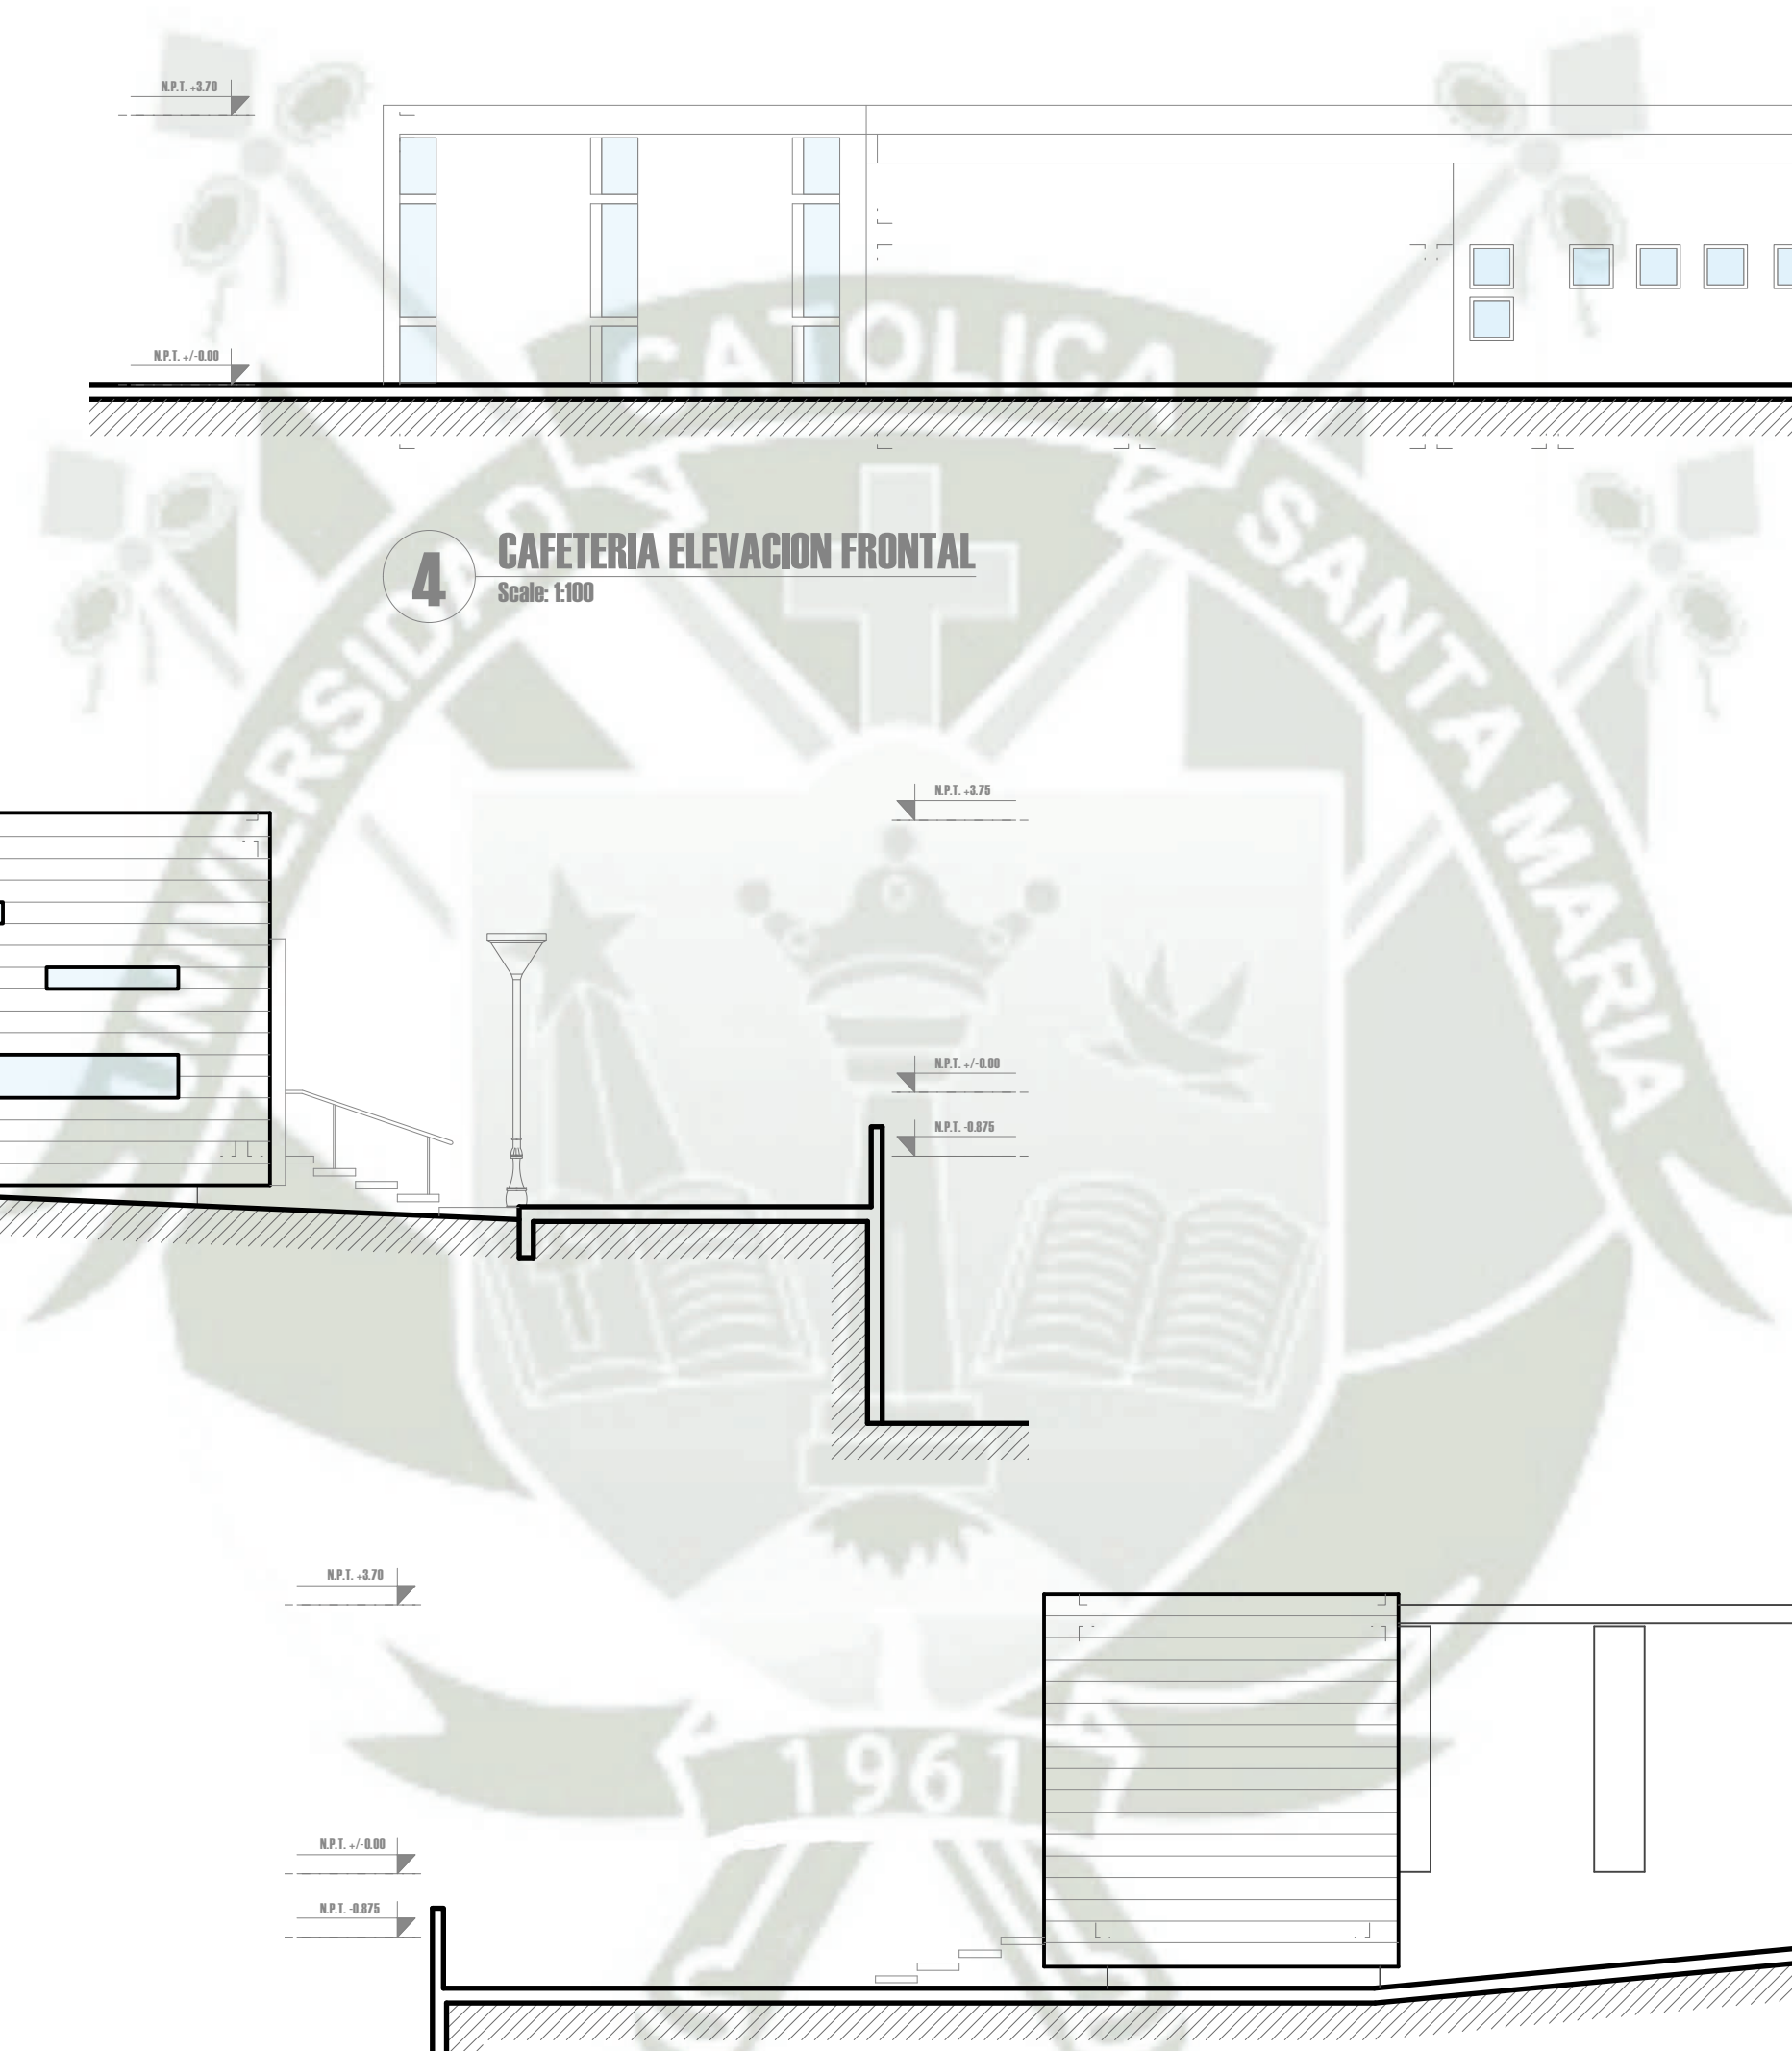 N.P.T. +3.70
N.P.T. +/-0.00
4
CAFETERIA ELEVACION FRONTAL
Scale: 1:100
UNIVERSIDAD CATOLICA SANTA MARIA
N.P.T. +3.75
N.P.T. +/-0.00
N.P.T. -0.875
N.P.T. +3.70
1961
N.P.T. +/-0.00
N.P.T. -0.875